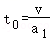 t₀ = v / a₁